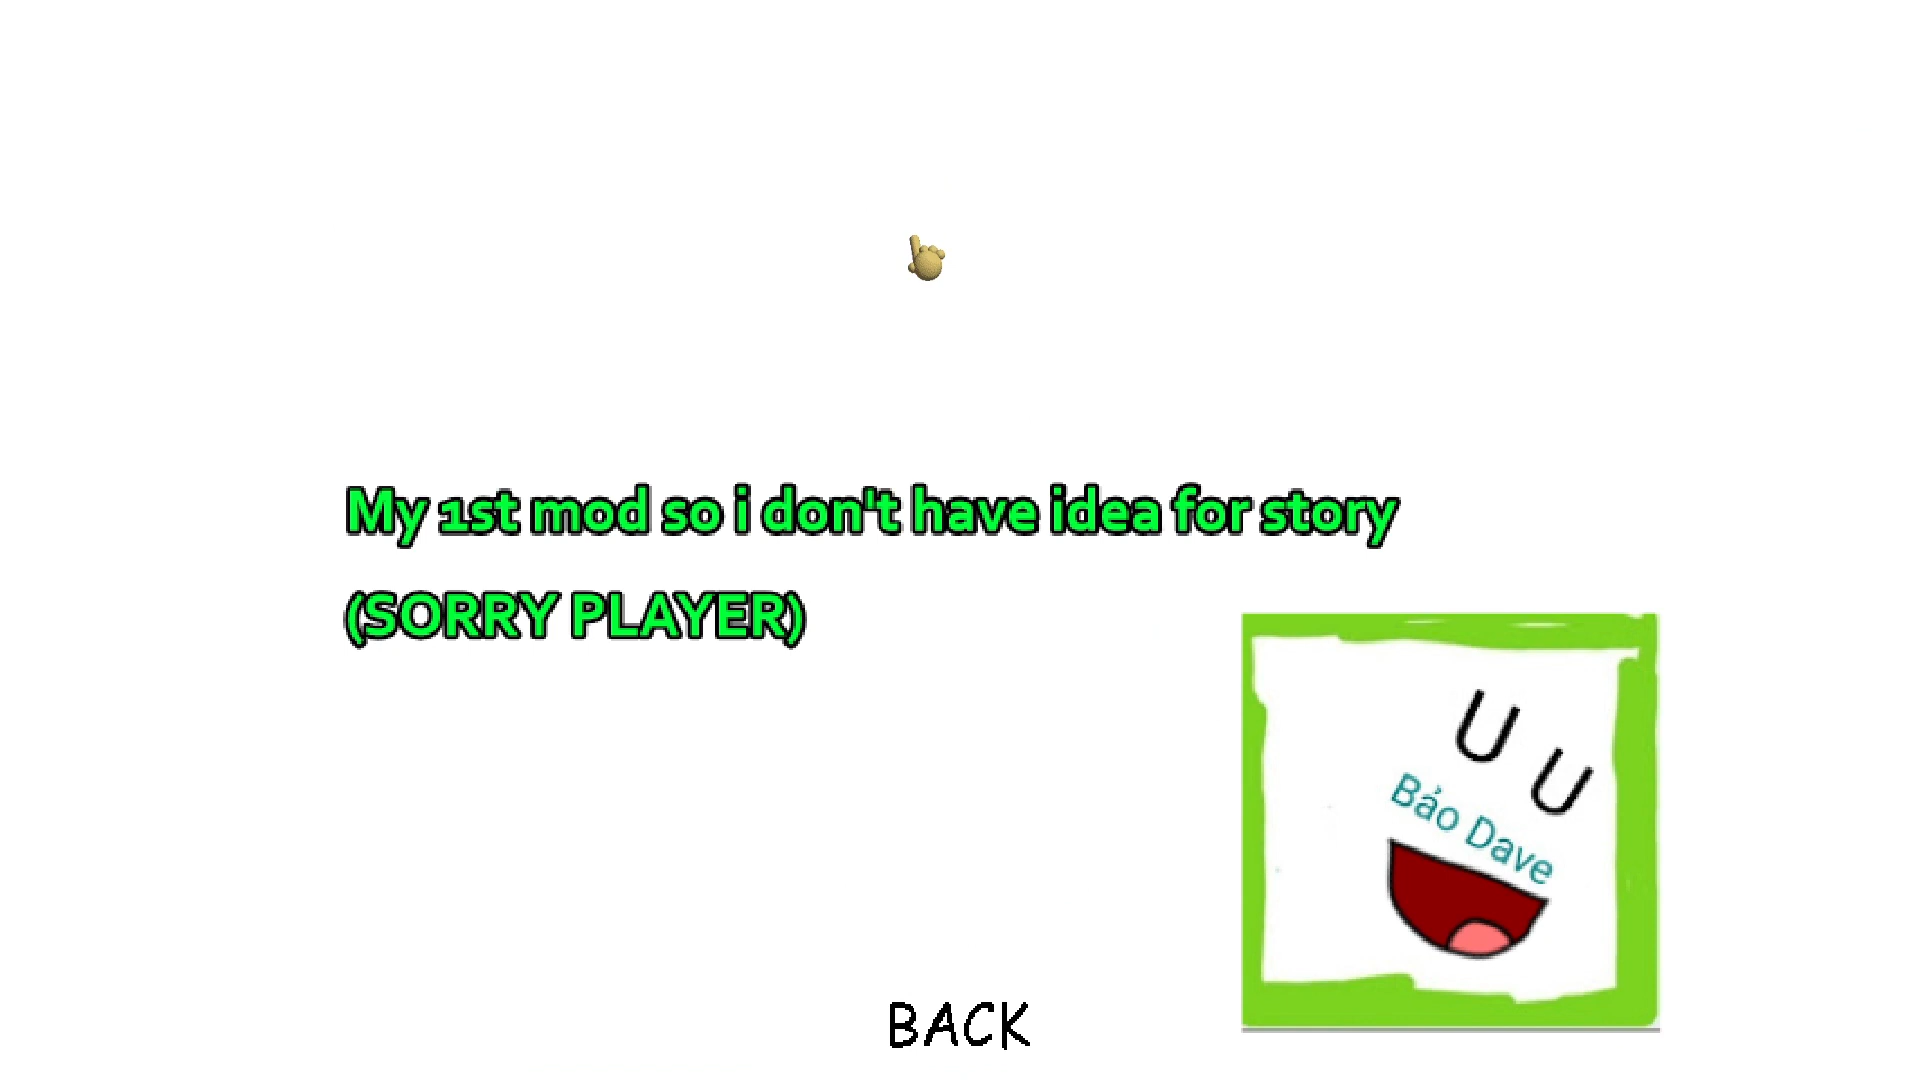 My 1st mod so i don't have idea for story
(SORRY PLAYER)
U U
Bảo Dave
BACK